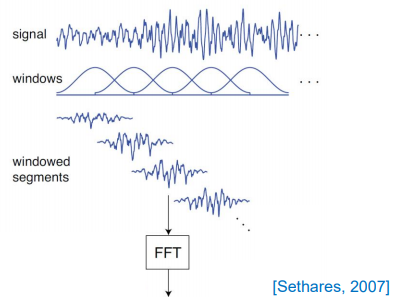 signal
. . .
windows
. . .
windowed
segments
. . .
FFT
[Sethares, 2007]